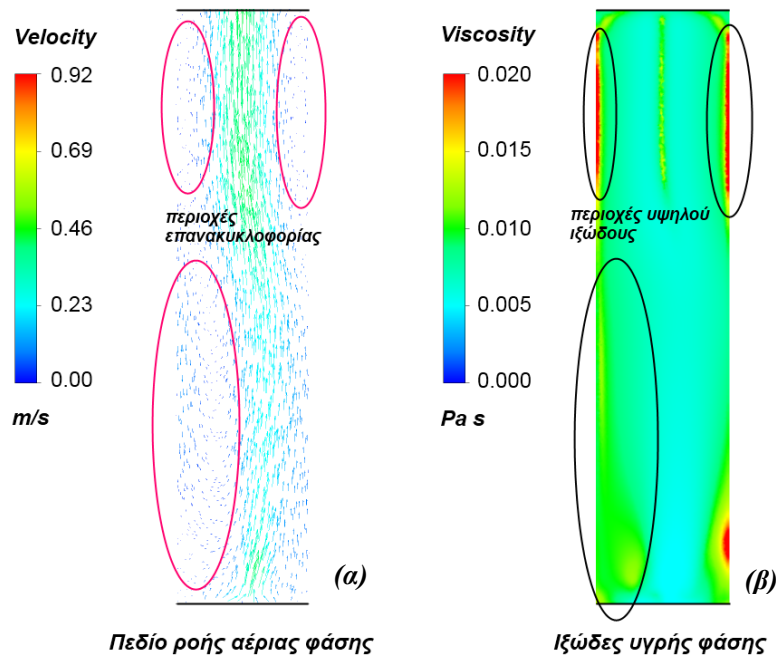 Velocity
0.92
0.69
0.46
0.23
0.00
m/s
περιοχές
επανακυκλοφορίας
(α)
Πεδίο ροής αέριας φάσης
Viscosity
0.020
0.015
0.010
0.005
0.000
Pa s
περιοχές υψηλού
ιξώδους
(β)
Ιξώδες υγρής φάσης